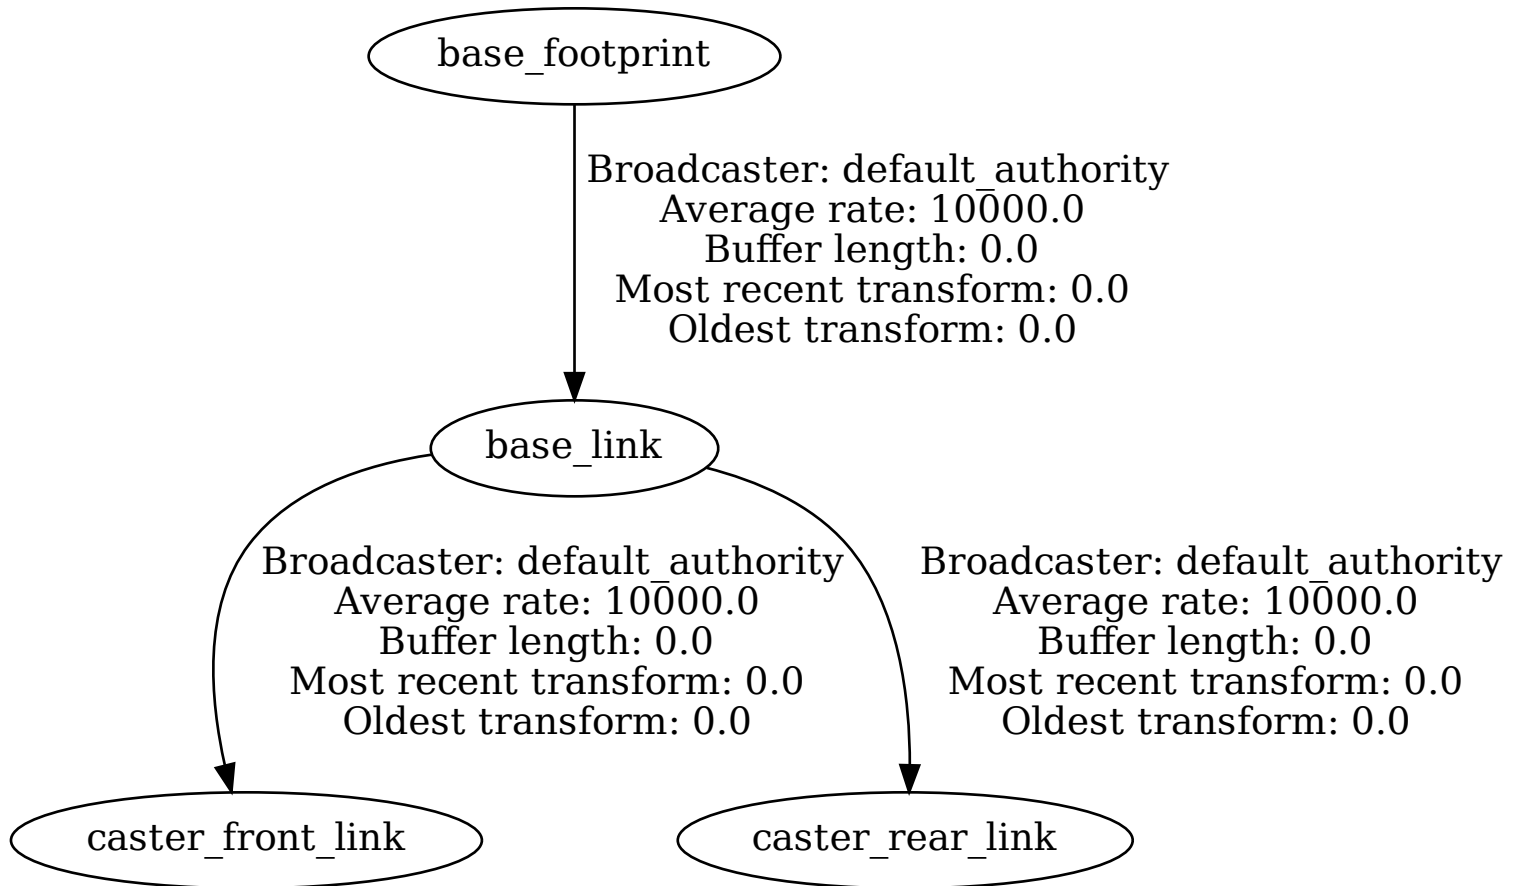 base_footprint
Broadcaster: default_authority
Average rate: 10000.0
Buffer length: 0.0
Most recent transform: 0.0
Oldest transform: 0.0
base_link
Broadcaster: default_authority
Average rate: 10000.0
Buffer length: 0.0
Most recent transform: 0.0
Oldest transform: 0.0
Broadcaster: default_authority
Average rate: 10000.0
Buffer length: 0.0
Most recent transform: 0.0
Oldest transform: 0.0
caster_front_link
caster_rear_link